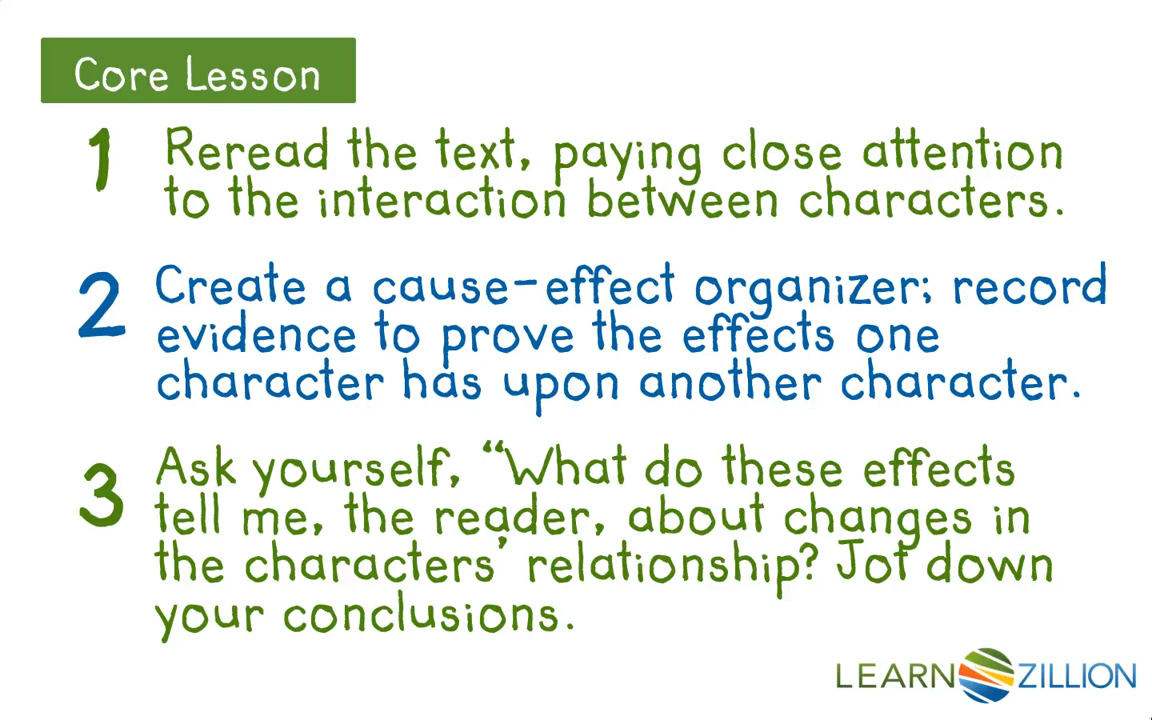 Core Lesson
1 Reread the text, paying close attention
to the interaction between characters.
2 Create a cause-effect organizer; record
evidence to prove the effects one
character has upon another character.
3 Ask yourself, “What do these effects
tell me, the reader, about changes in
the characters’ relationship? Jot down
your conclusions.
LEARN ZILLION